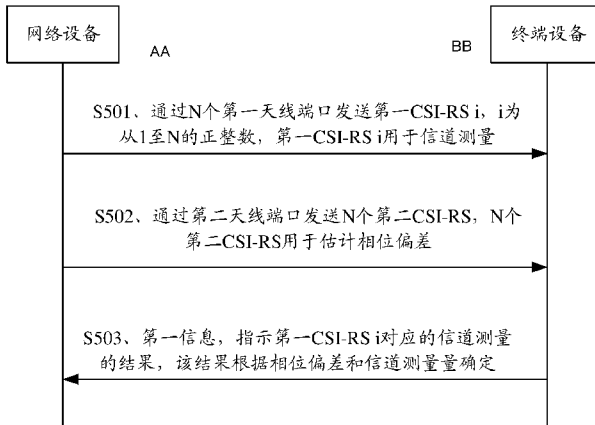 网络设备
AA
BB
终端设备
S501、通过N个第一天线端口发送第一CSI-RS i，i为
从1至N的正整数，第一CSI-RS i用于信道测量
S502、通过第二天线端口发送N个第二CSI-RS，N个
第二CSI-RS用于估计相位偏差
S503、第一信息，指示第一CSI-RS i对应的信道测量
的结果，该结果根据相位偏差和信道测量量确定